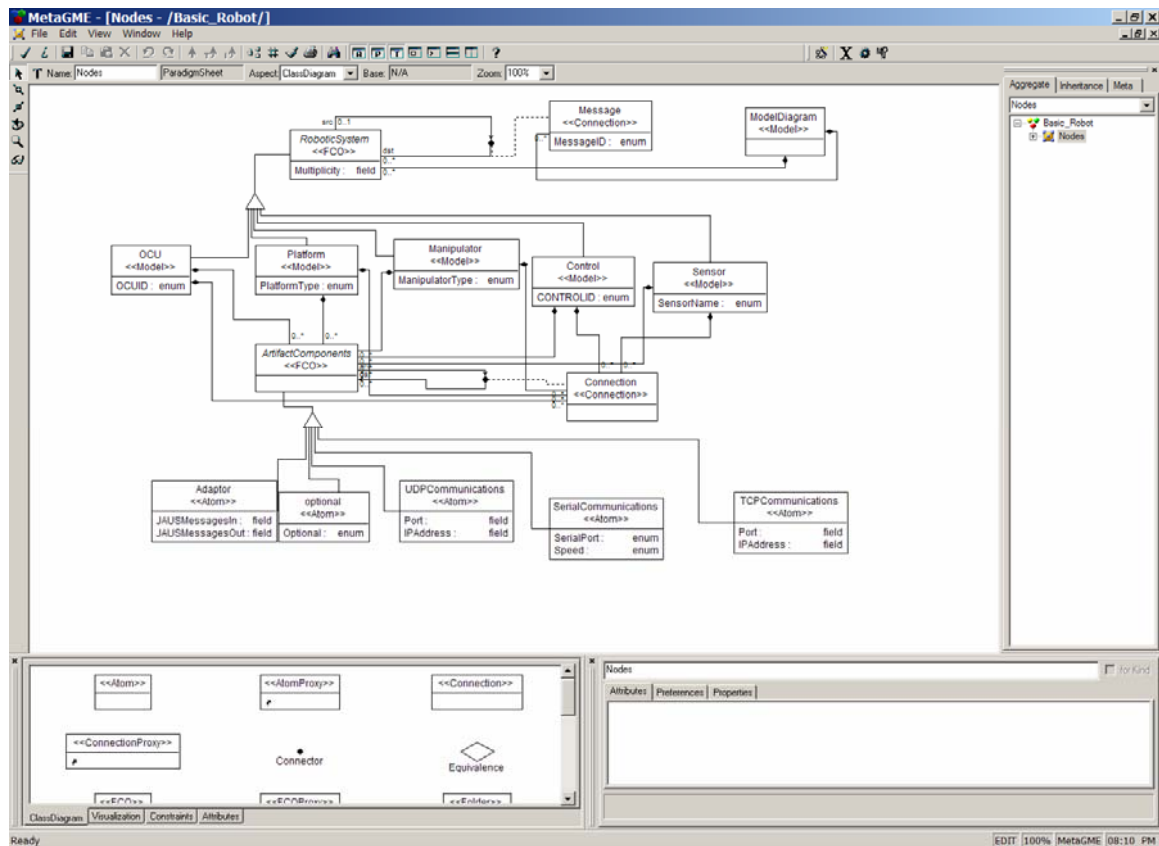 MetaGME - [Nodes - /Basic_Robot/]
File Edit View Window Help
Name: Nodes ParadigmSheet Aspect: ClassDiagram Base: N/A Zoom: 100%
Aggregate Inheritance Meta
Nodes
Basic_Robot
Nodes
src 0..1
Message
<<Connection>>
MessageID : enum
0..*
ModelDiagram
<<Model>>
RoboticSystem
<<FCO>>
Multiplicity : field
dst
0..*
0..*
OCU
<<Model>>
OCUID : enum
Platform
<<Model>>
PlatformType : enum
Manipulator
<<Model>>
ManipulatorType : enum
Control
<<Model>>
CONTROLID : enum
Sensor
<<Model>>
SensorName : enum
0..* 0..*
ArtifactComponents
<<FCO>>
0..* 0..*
Connection
<<Connection>>
Adaptor
<<Atom>>
JAUSMessagesIn : field
JAUSMessagesOut : field
optional
<<Atom>>
Optional : enum
UDPCommunications
<<Atom>>
Port : field
IPAddress : field
SerialCommunications
<<Atom>>
SerialPort : enum
Speed : enum
TCPCommunications
<<Atom>>
Port : field
IPAddress : field
<<Atom>> <<AtomProxy>> <<Connection>>
<<ConnectionProxy>> Connector Equivalence
<<FCO>> <<FCOProxy>> <<Folder>>
ClassDiagram Visualization Constraints Attributes
Nodes for Kind
Attributes Preferences Properties
Ready EDIT 100% MetaGME 08:10 PM